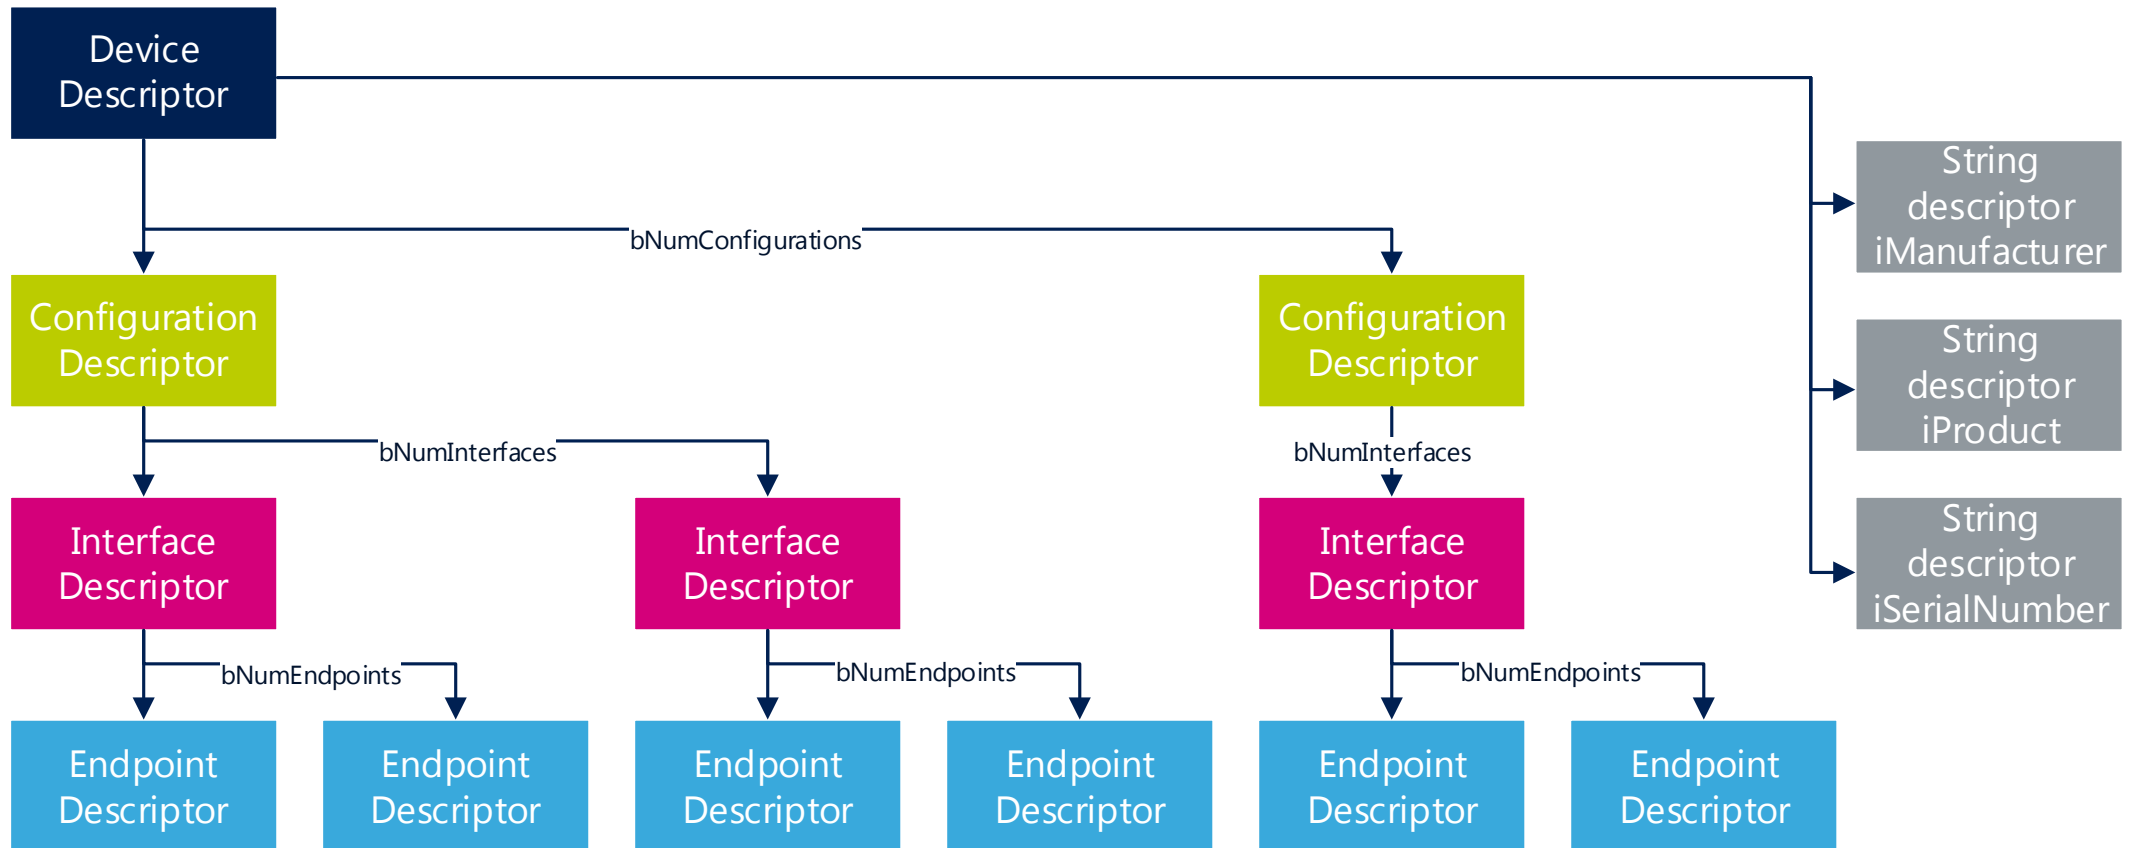 Device
Descriptor
String
descriptor
iManufacturer
bNumConfigurations
Configuration
Descriptor
Configuration
Descriptor
String
descriptor
iProduct
bNumInterfaces
bNumInterfaces
Interface
Descriptor
Interface
Descriptor
Interface
Descriptor
String
descriptor
iSerialNumber
bNumEndpoints
bNumEndpoints
bNumEndpoints
Endpoint
Descriptor
Endpoint
Descriptor
Endpoint
Descriptor
Endpoint
Descriptor
Endpoint
Descriptor
Endpoint
Descriptor